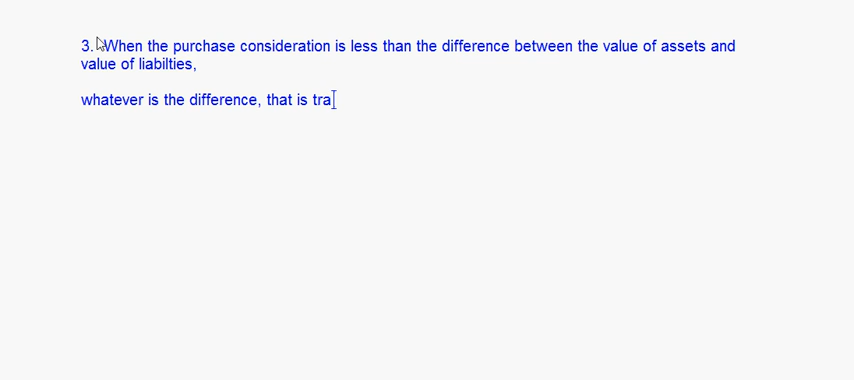 3. When the purchase consideration is less than the difference between the value of assets and
value of liabilties,
whatever is the difference, that is tra